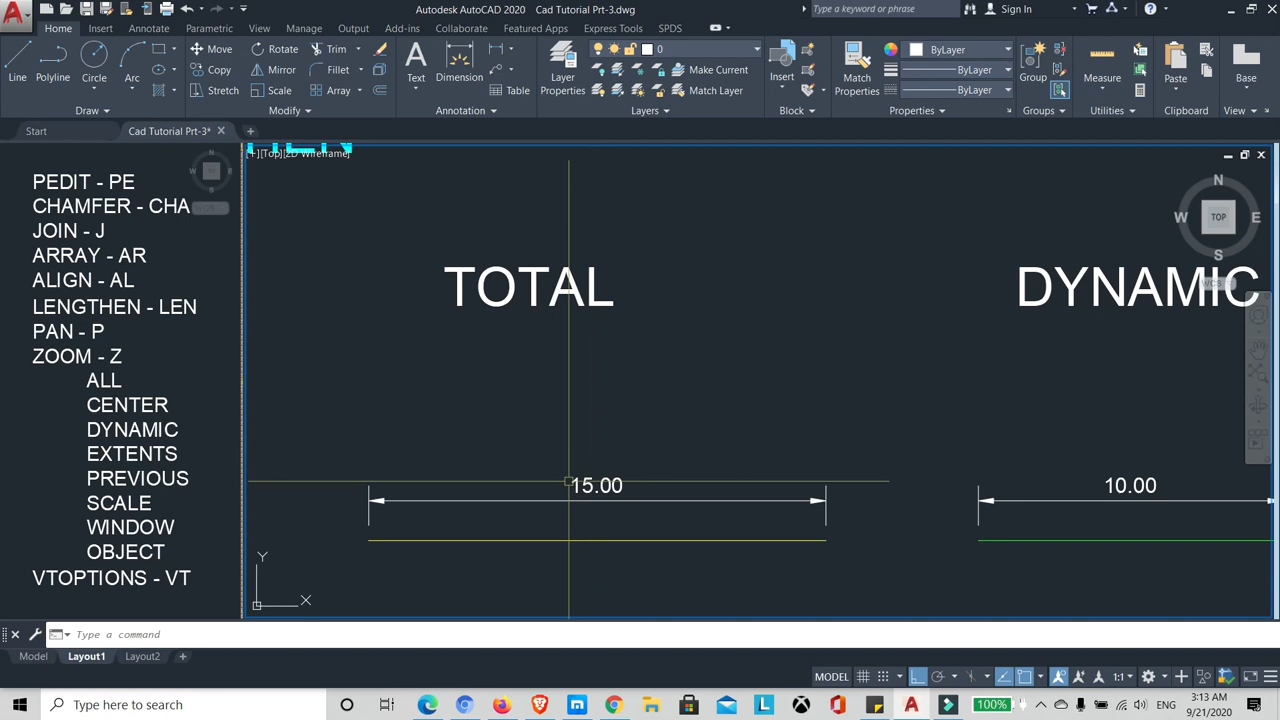 Autodesk AutoCAD 2020 Cad Tutorial Prt-3.dwg
Type a keyword or phrase
Sign In
Home Insert Annotate Parametric View Manage Output Add-ins Collaborate Featured Apps Express Tools SPDS
Line Polyline Circle Arc
Move Rotate Trim
Copy Mirror Fillet
Stretch Scale Array
Text Dimension Table
Layer Properties
0
Make Current
Match Layer
Insert
Match Properties
ByLayer
ByLayer
ByLayer
Group
Measure
Paste
Base
Draw Modify Annotation Layers Block Properties Groups Utilities Clipboard View
Start Cad Tutorial Prt-3*
[+][Top][2D Wireframe]
PEDIT - PE
CHAMFER - CHA
JOIN - J
ARRAY - AR
ALIGN - AL
LENGTHEN - LEN
PAN - P
ZOOM - Z
ALL
CENTER
DYNAMIC
EXTENTS
PREVIOUS
SCALE
WINDOW
OBJECT
VTOPTIONS - VT
N
W TOP E
S
WCS
TOTAL
DYNAMIC
15.00
10.00
Y
X
Type a command
Model Layout1 Layout2
MODEL
1:1
Type here to search
100%
ENG
3:13 AM
9/21/2020